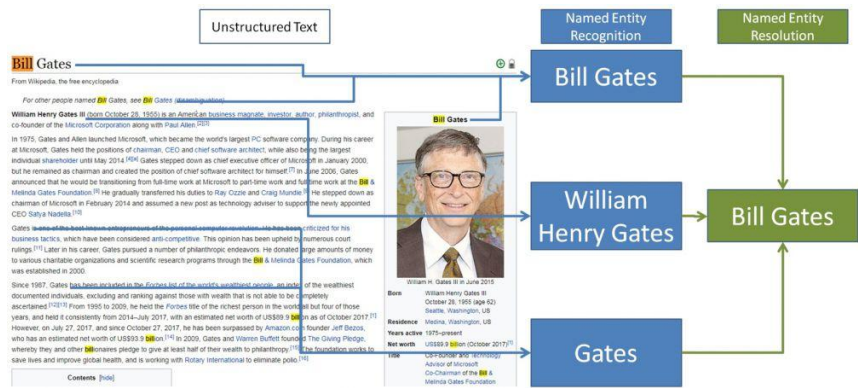 Unstructured Text
Named Entity
Recognition
Named Entity
Resolution
Bill Gates
From Wikipedia, the free encyclopedia
For other people named Bill Gates, see Bill Gates (disambiguation)
William Henry Gates III (born October 28, 1955) is an American business magnate, investor, author, philanthropist, and
co-founder of the Microsoft Corporation along with Paul Allen.[2][3]
In 1975, Gates and Allen launched Microsoft, which became the world's largest PC software company. During his career
at Microsoft, Gates held the positions of chairman, CEO and chief software architect, while also being the largest
individual shareholder until May 2014.[4][a] Gates stepped down as chief executive officer of Microsoft in January 2000,
but he remained as chairman and created the position of chief software architect for himself.[7] In June 2006, Gates
announced that he would be transitioning from full-time work at Microsoft to part-time work and full-time work at the Bill &
Melinda Gates Foundation.[8] He gradually transferred his duties to Ray Ozzie and Craig Mundie.[9] He stepped down as
chairman of Microsoft in February 2014 and assumed a new post as technology adviser to support the newly appointed
CEO Satya Nadella.[10]
Gates is one of the best-known entrepreneurs of the personal computer revolution. He has been criticized for his
business tactics, which have been considered anti-competitive. This opinion has been upheld by numerous court
rulings.[11] Later in his career, Gates pursued a number of philanthropic endeavors. He donated large amounts of money
to various charitable organizations and scientific research programs through the Bill & Melinda Gates Foundation, which
was established in 2000.
Since 1987, Gates has been included in the Forbes list of the world's wealthiest people, an index of the wealthiest
documented individuals, excluding and ranking against those with wealth that is not able to be completely
ascertained.[12][13] From 1995 to 2009, he held the Forbes title of the richest person in the world all but four of those
years, and held it consistently from 2014–July 2017, with an estimated net worth of US$89.9 billion as of October 2017.[1]
However, on July 27, 2017, and since October 27, 2017, he has been surpassed by Amazon.com founder Jeff Bezos,
who has an estimated net worth of US$93.9 billion.[14] In 2009, Gates and Warren Buffett founded The Giving Pledge,
whereby they and other billionaires pledge to give at least half of their wealth to philanthropy.[15] The foundation works to
save lives and improve global health, and is working with Rotary International to eliminate polio.[16]
Contents [hide]
Bill Gates
William H. Gates III in June 2015
Born William Henry Gates III
October 28, 1955 (age 62)
Seattle, Washington, US
Residence Medina, Washington, US
Years active 1975–present
Net worth US$89.9 billion (October 2017)[1]
Title Co-Founder and Technology
Advisor of Microsoft
Co-Chairman of the Bill &
Melinda Gates Foundation
Bill Gates
William
Henry Gates
Gates
Bill Gates